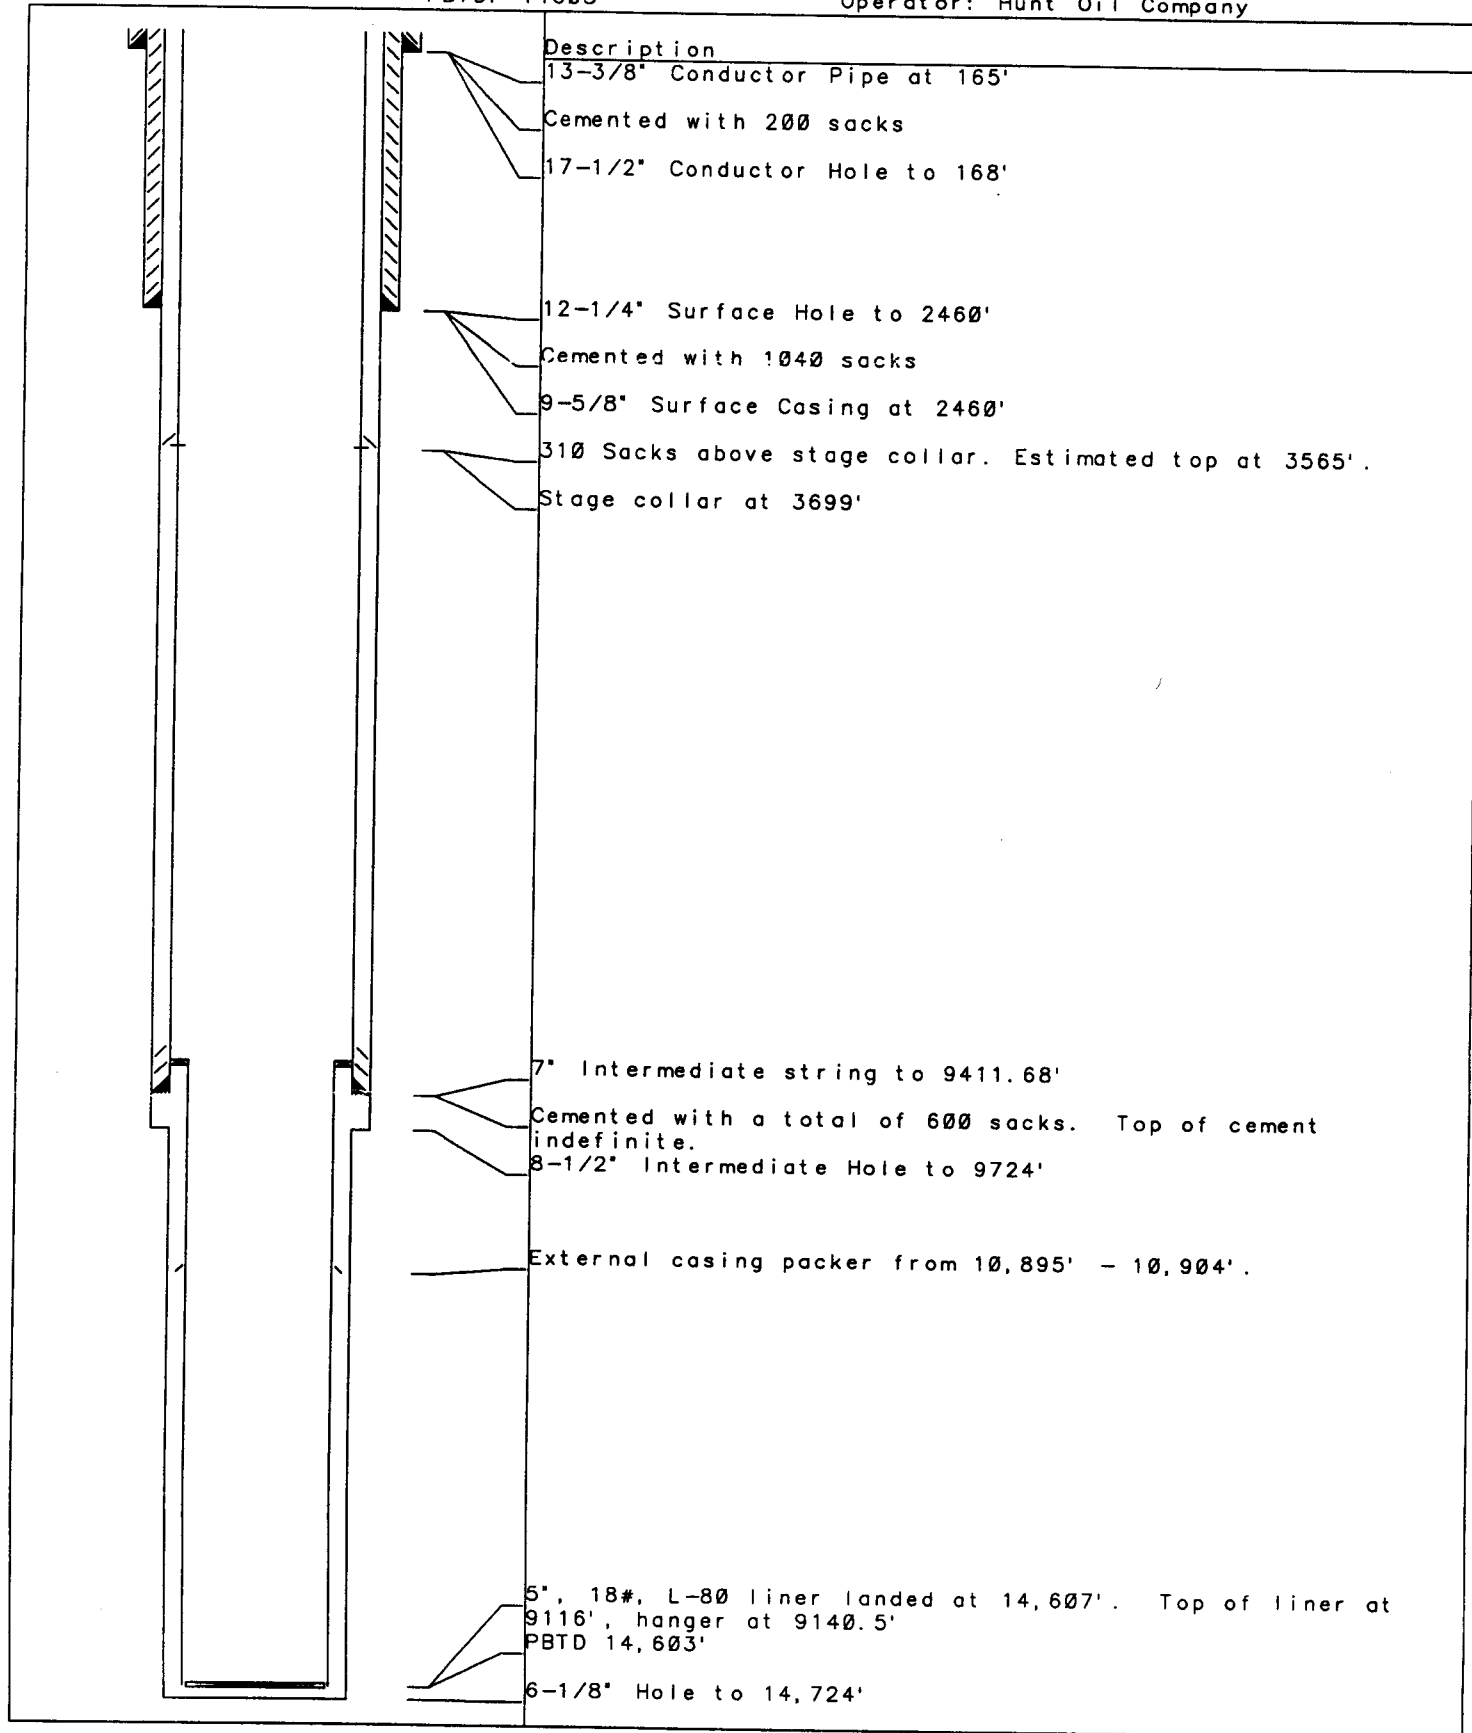 Operator: Hunt Oil Company
Description
13-3/8" Conductor Pipe at 165'
Cemented with 200 sacks
17-1/2" Conductor Hole to 168'
12-1/4" Surface Hole to 2460'
Cemented with 1040 sacks
9-5/8" Surface Casing at 2460'
310 Sacks above stage collar. Estimated top at 3565'.
Stage collar at 3699'
7" Intermediate string to 9411.68'
Cemented with a total of 600 sacks. Top of cement
indefinite.
8-1/2" Intermediate Hole to 9724'
External casing packer from 10,895' - 10,904'.
5", 18#, L-80 liner landed at 14,607'. Top of liner at
9116', hanger at 9140.5'
PBTD 14,603'
6-1/8" Hole to 14,724'